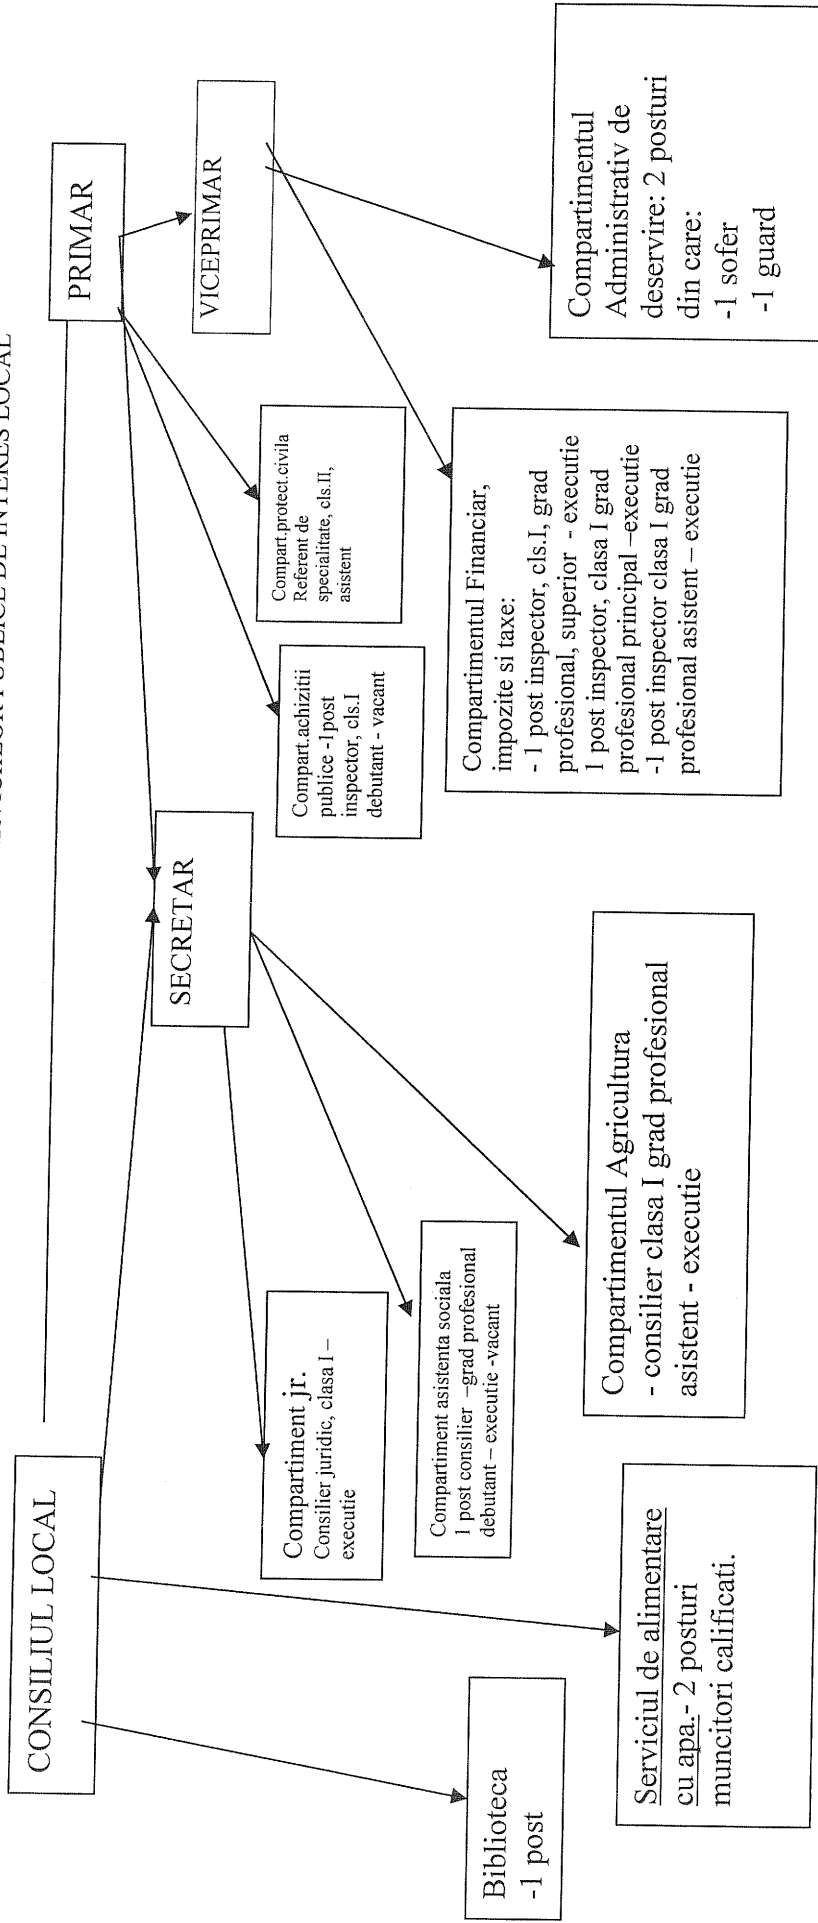 PUBLICE DE INTERES LOCAL
CONSILIUL LOCAL
PRIMAR
SECRETAR
VICEPRIMAR
Compartiment jr.
Consilier juridic, clasa I –
executie
Compart.achizitii
publice -1post
inspector, cls.I
debutant - vacant
Compart.protect.civila
Referent de
specialitate, cls.II,
asistent
Compartiment asistenta sociala
1 post consilier –grad profesional
debutant – executie -vacant
Compartimentul Financiar,
impozite si taxe:
- 1 post inspector, cls.I, grad
profesional, superior - executie
1 post inspector, clasa I grad
profesional principal –executie
-1 post inspector clasa I grad
profesional asistent – executie
Biblioteca
-1 post
Serviciul de alimentare
cu apa.- 2 posturi
muncitori calificati.
Compartimentul Agricultura
- consilier clasa I grad profesional
asistent - executie
Compartimentul
Administrativ de
deservire: 2 posturi
din care:
-1 sofer
-1 guard